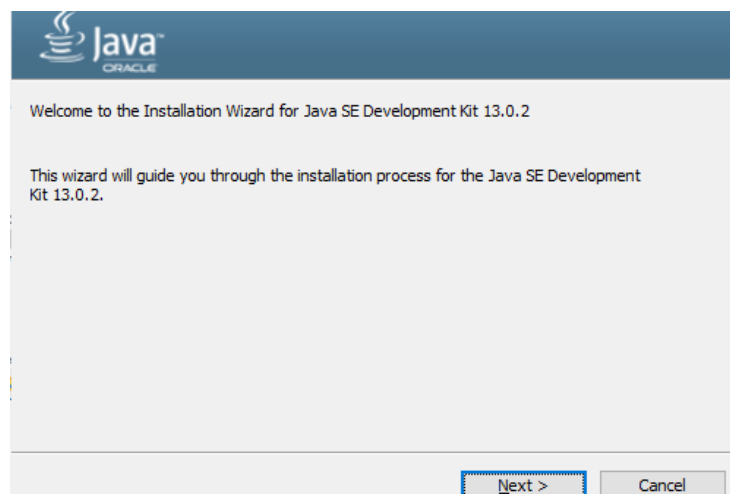 Java™
ORACLE
Welcome to the Installation Wizard for Java SE Development Kit 13.0.2
This wizard will guide you through the installation process for the Java SE Development
Kit 13.0.2.
Next >
Cancel